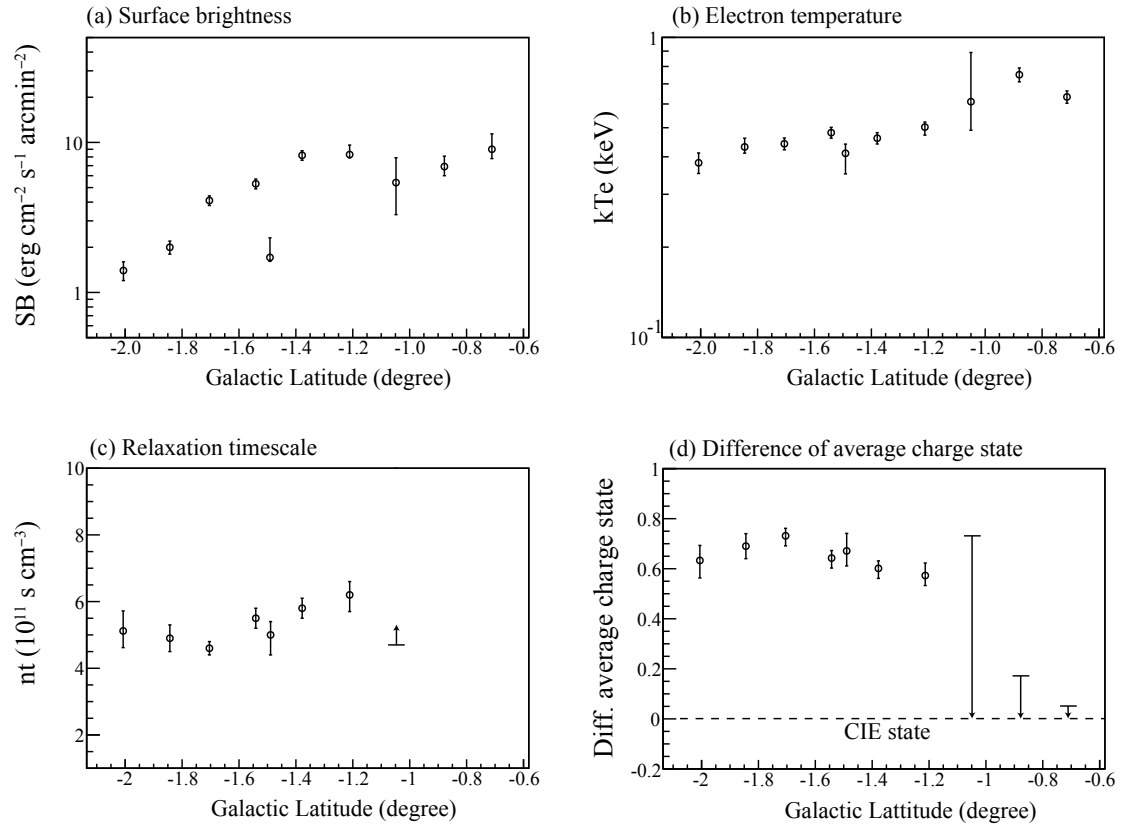 (a) Surface brightness
SB (erg cm⁻² s⁻¹ arcmin⁻²)
10
1
-2.0 -1.8 -1.6 -1.4 -1.2 -1.0 -0.8 -0.6
Galactic Latitude (degree)
(b) Electron temperature
kTe (keV)
1
10⁻¹
-2.0 -1.8 -1.6 -1.4 -1.2 -1.0 -0.8 -0.6
Galactic Latitude (degree)
(c) Relaxation timescale
nt (10¹¹ s cm⁻³)
10
8
6
4
2
-2 -1.8 -1.6 -1.4 -1.2 -1 -0.8 -0.6
Galactic Latitude (degree)
(d) Difference of average charge state
Diff. average charge state
1
0.8
0.6
0.4
0.2
0
-0.2
CIE state
-2 -1.8 -1.6 -1.4 -1.2 -1 -0.8 -0.6
Galactic Lattitude (degree)